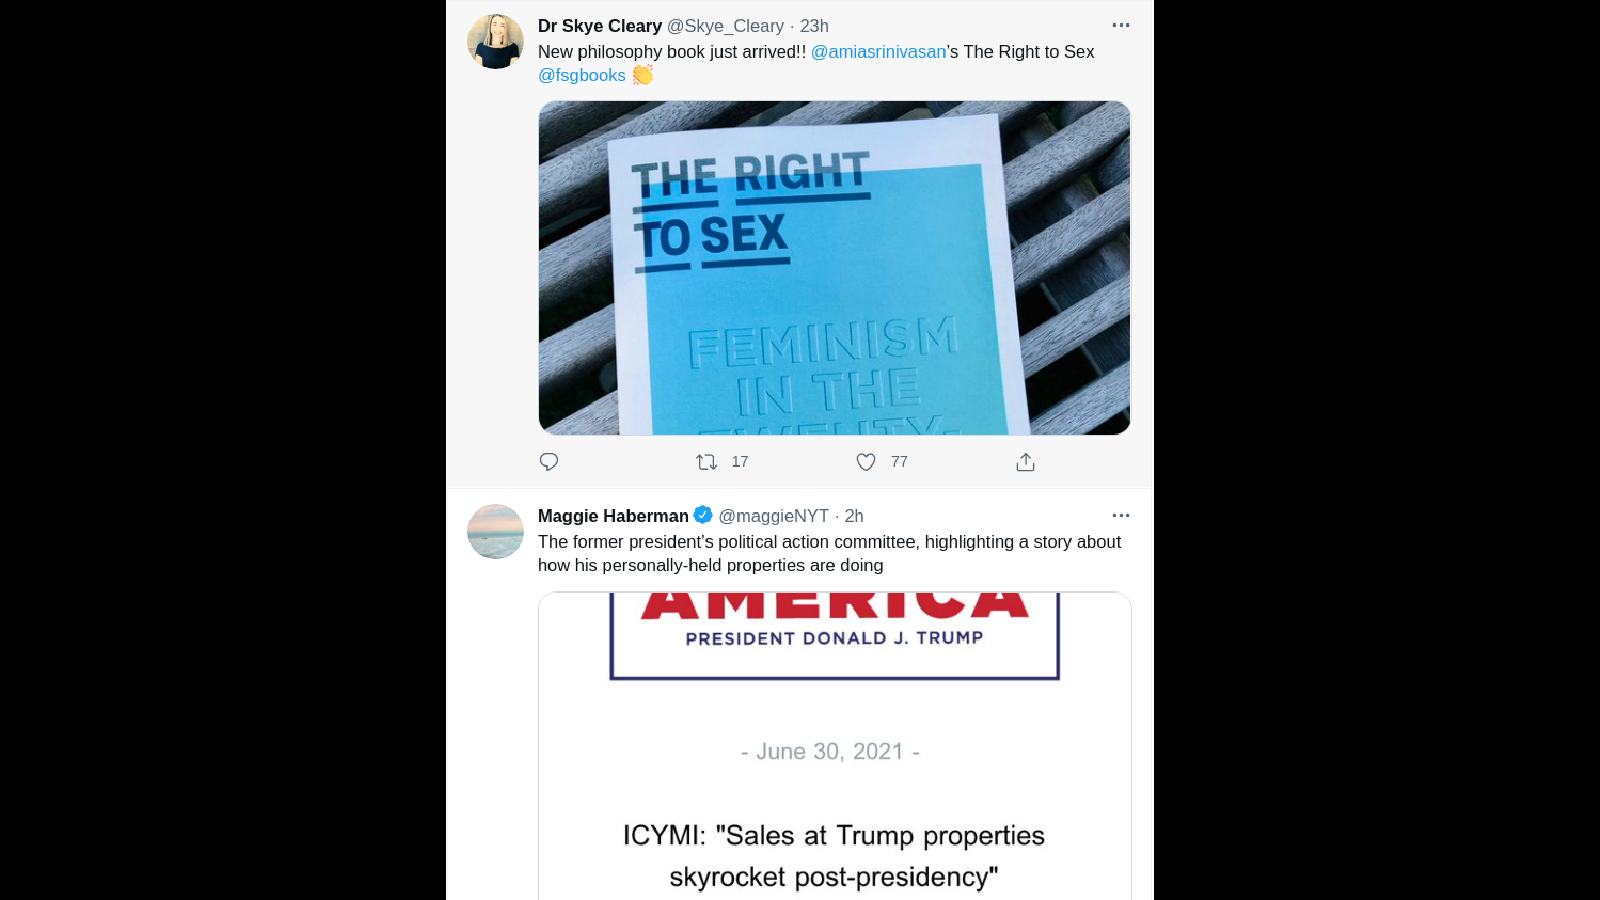 Dr Skye Cleary @Skye_Cleary · 23h
New philosophy book just arrived!! @amiasrinivasan's The Right to Sex
@fsgbooks 👏
THE RIGHT
TO SEX
FEMINISM
IN THE
TWENTY-
17 77
Maggie Haberman @maggieNYT · 2h
The former president's political action committee, highlighting a story about
how his personally-held properties are doing
AMERICA
PRESIDENT DONALD J. TRUMP
- June 30, 2021 -
ICYMI: "Sales at Trump properties
skyrocket post-presidency"